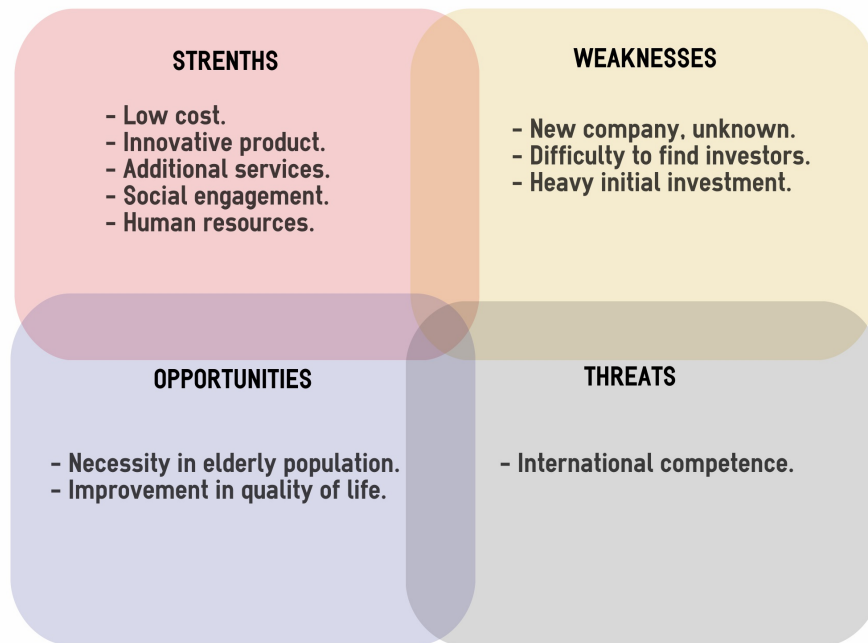 STRENTHS
- Low cost.
- Innovative product.
- Additional services.
- Social engagement.
- Human resources.
WEAKNESSES
- New company, unknown.
- Difficulty to find investors.
- Heavy initial investment.
OPPORTUNITIES
- Necessity in elderly population.
- Improvement in quality of life.
THREATS
- International competence.